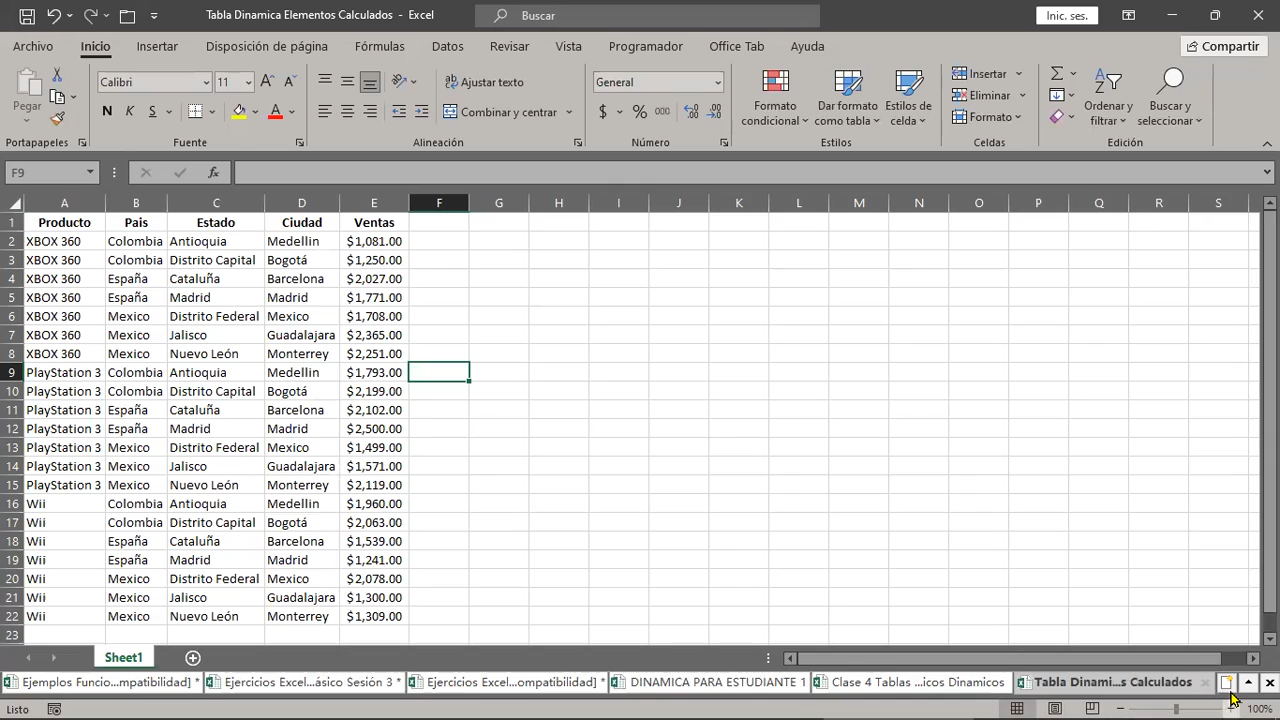 Tabla Dinamica Elementos Calculados - Excel
Buscar
Inic. ses.
Archivo Inicio Insertar Disposición de página Fórmulas Datos Revisar Vista Programador Office Tab Ayuda
Compartir
Pegar
Calibri 11
N K S
Ajustar texto
Combinar y centrar
General
$ % 000
Formato condicional
Dar formato como tabla
Estilos de celda
Insertar
Eliminar
Formato
Ordenar y filtrar
Buscar y seleccionar
Portapapeles Fuente Alineación Número Estilos Celdas Edición
F9
A B C D E F G H I J K L M N O P Q R S
1 Producto Pais Estado Ciudad Ventas
2 XBOX 360 Colombia Antioquia Medellin $1,081.00
3 XBOX 360 Colombia Distrito Capital Bogotá $1,250.00
4 XBOX 360 España Cataluña Barcelona $2,027.00
5 XBOX 360 España Madrid Madrid $1,771.00
6 XBOX 360 Mexico Distrito Federal Mexico $1,708.00
7 XBOX 360 Mexico Jalisco Guadalajara $2,365.00
8 XBOX 360 Mexico Nuevo León Monterrey $2,251.00
9 PlayStation 3 Colombia Antioquia Medellin $1,793.00
10 PlayStation 3 Colombia Distrito Capital Bogotá $2,199.00
11 PlayStation 3 España Cataluña Barcelona $2,102.00
12 PlayStation 3 España Madrid Madrid $2,500.00
13 PlayStation 3 Mexico Distrito Federal Mexico $1,499.00
14 PlayStation 3 Mexico Jalisco Guadalajara $1,571.00
15 PlayStation 3 Mexico Nuevo León Monterrey $2,119.00
16 Wii Colombia Antioquia Medellin $1,960.00
17 Wii Colombia Distrito Capital Bogotá $2,063.00
18 Wii España Cataluña Barcelona $1,539.00
19 Wii España Madrid Madrid $1,241.00
20 Wii Mexico Distrito Federal Mexico $2,078.00
21 Wii Mexico Jalisco Guadalajara $1,300.00
22 Wii Mexico Nuevo León Monterrey $1,309.00
23
Sheet1
Ejemplos Funcio...mpatibilidad] * Ejercicios Excel...ásico Sesión 3 * Ejercicios Excel...ompatibilidad] * DINAMICA PARA ESTUDIANTE 1 Clase 4 Tablas ...icos Dinamicos Tabla Dinami...s Calculados
Listo
100%